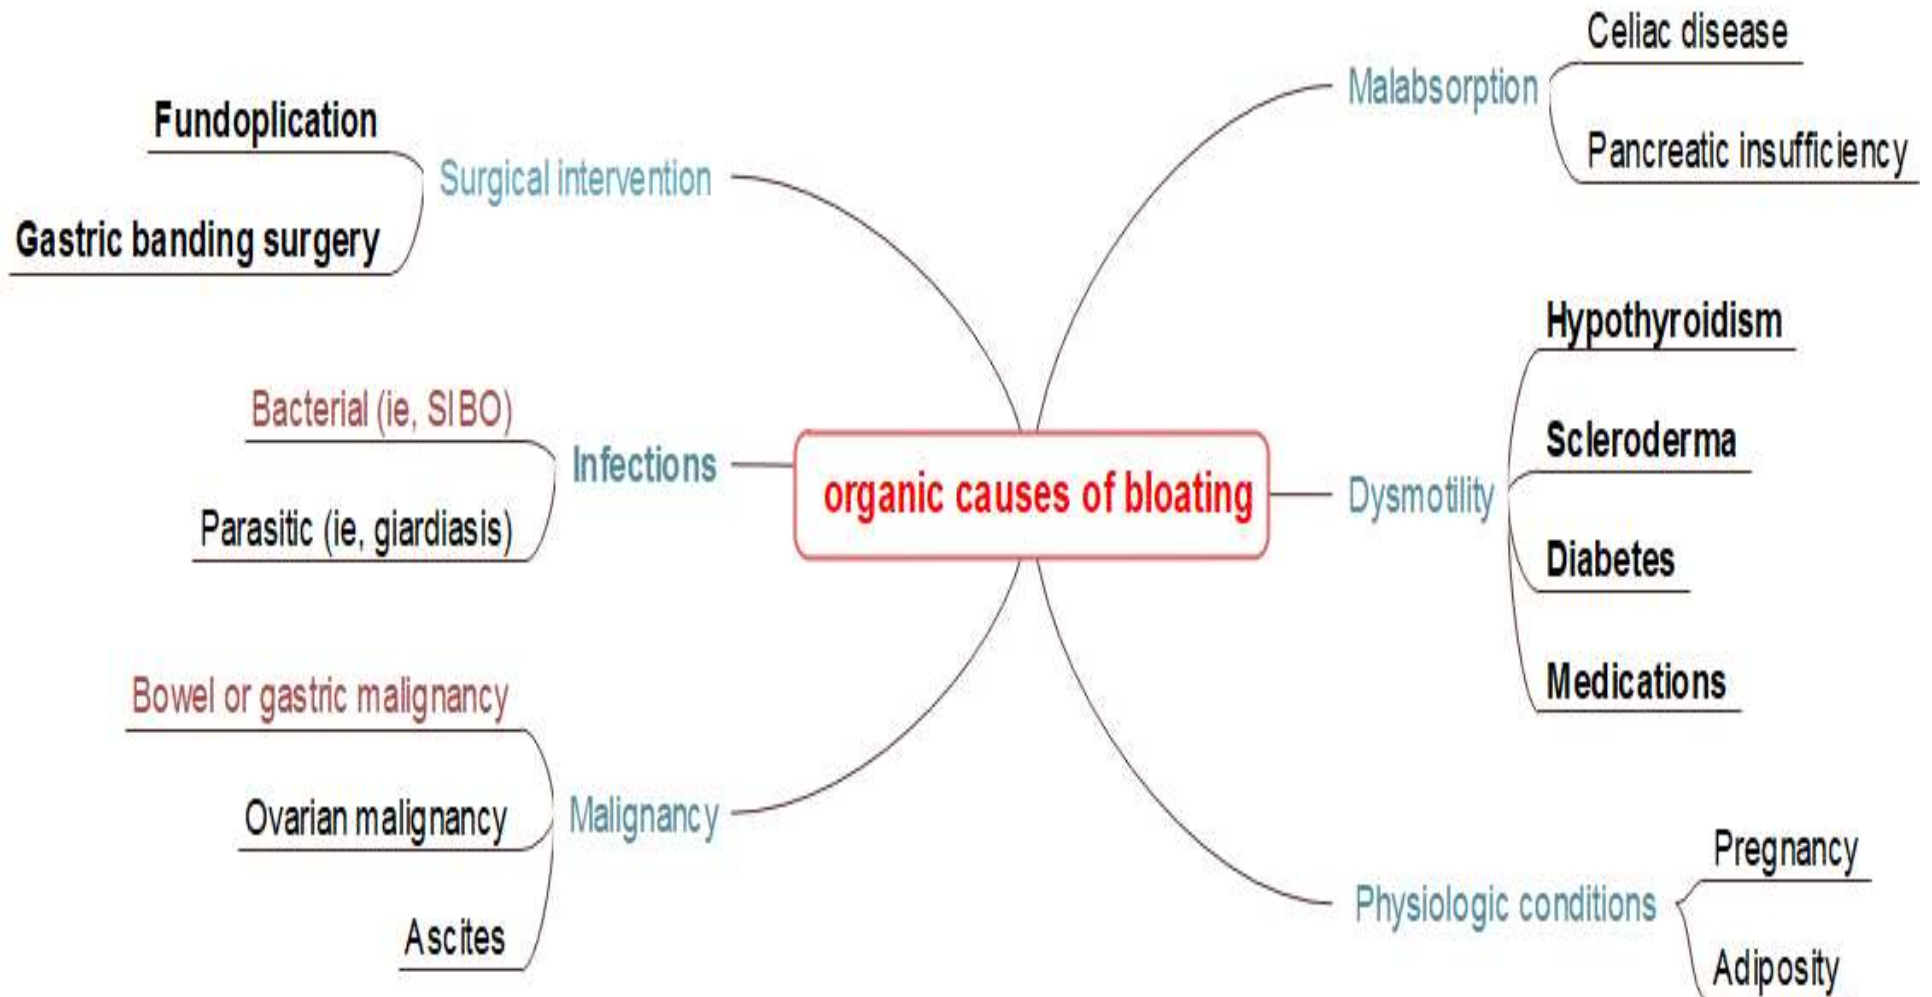 organic causes of bloating
Surgical intervention
Fundoplication
Gastric banding surgery
Infections
Bacterial (ie, SIBO)
Parasitic (ie, giardiasis)
Malignancy
Bowel or gastric malignancy
Ovarian malignancy
Ascites
Malabsorption
Celiac disease
Pancreatic insufficiency
Dysmotility
Hypothyroidism
Scleroderma
Diabetes
Medications
Physiologic conditions
Pregnancy
Adiposity